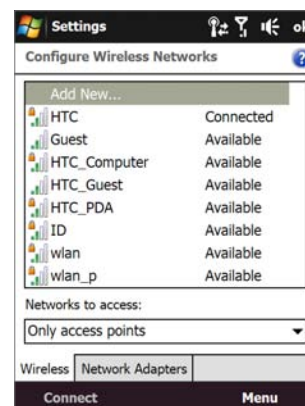 Settings ok
Configure Wireless Networks ?
Add New...
HTC Connected
Guest Available
HTC_Computer Available
HTC_Guest Available
HTC_PDA Available
ID Available
wlan Available
wlan_p Available
Networks to access:
Only access points
Wireless Network Adapters
Connect Menu